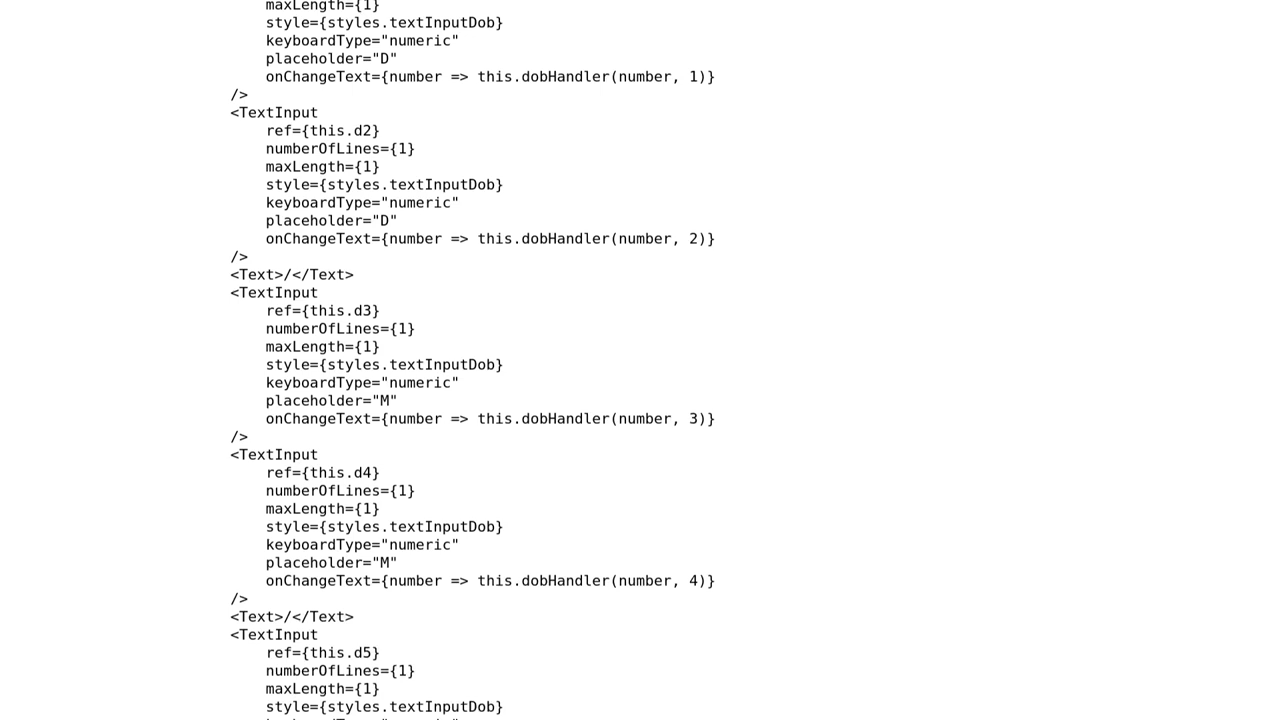 maxLength={1}
style={styles.textInputDob}
keyboardType="numeric"
placeholder="D"
onChangeText={number => this.dobHandler(number, 1)}
/>
<TextInput
ref={this.d2}
numberOfLines={1}
maxLength={1}
style={styles.textInputDob}
keyboardType="numeric"
placeholder="D"
onChangeText={number => this.dobHandler(number, 2)}
/>
<Text>/</Text>
<TextInput
ref={this.d3}
numberOfLines={1}
maxLength={1}
style={styles.textInputDob}
keyboardType="numeric"
placeholder="M"
onChangeText={number => this.dobHandler(number, 3)}
/>
<TextInput
ref={this.d4}
numberOfLines={1}
maxLength={1}
style={styles.textInputDob}
keyboardType="numeric"
placeholder="M"
onChangeText={number => this.dobHandler(number, 4)}
/>
<Text>/</Text>
<TextInput
ref={this.d5}
numberOfLines={1}
maxLength={1}
style={styles.textInputDob}